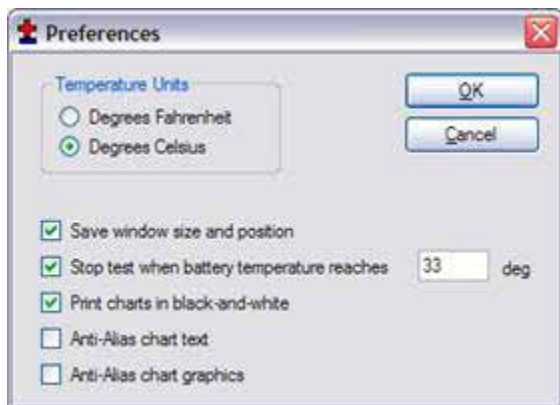 Preferences
Temperature Units
Degrees Fahrenheit
Degrees Celsius
OK
Cancel
Save window size and position
Stop test when battery temperature reaches 33 deg
Print charts in black-and-white
Anti-Alias chart text
Anti-Alias chart graphics